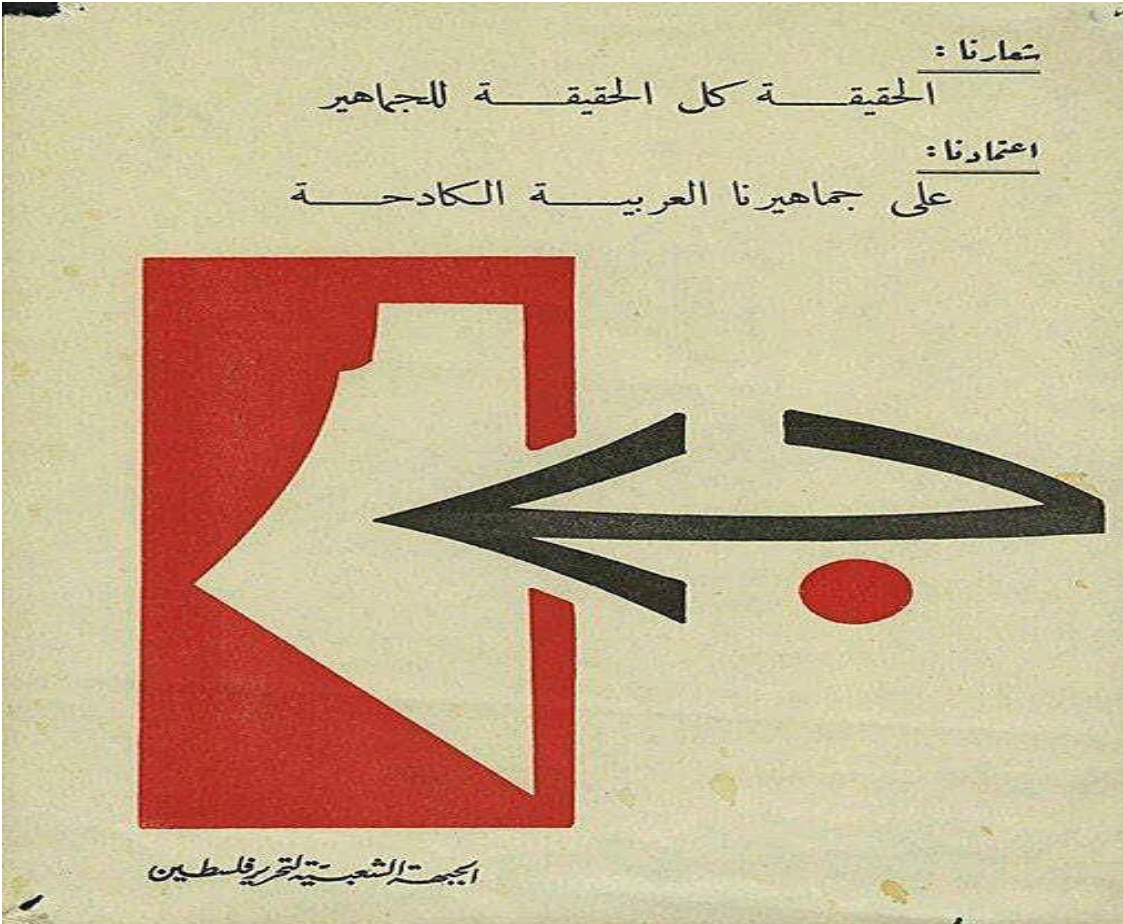 شعارنا :
الحقيقة كل الحقيقة للجماهير
اعتمادنا :
على جماهيرنا العربية الكادحة
الجبهة الشعبية لتحرير فلسطين